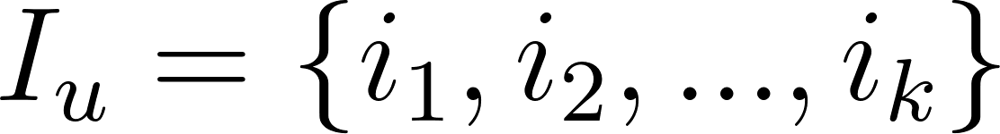 I_u = {i_1, i_2, ..., i_k}